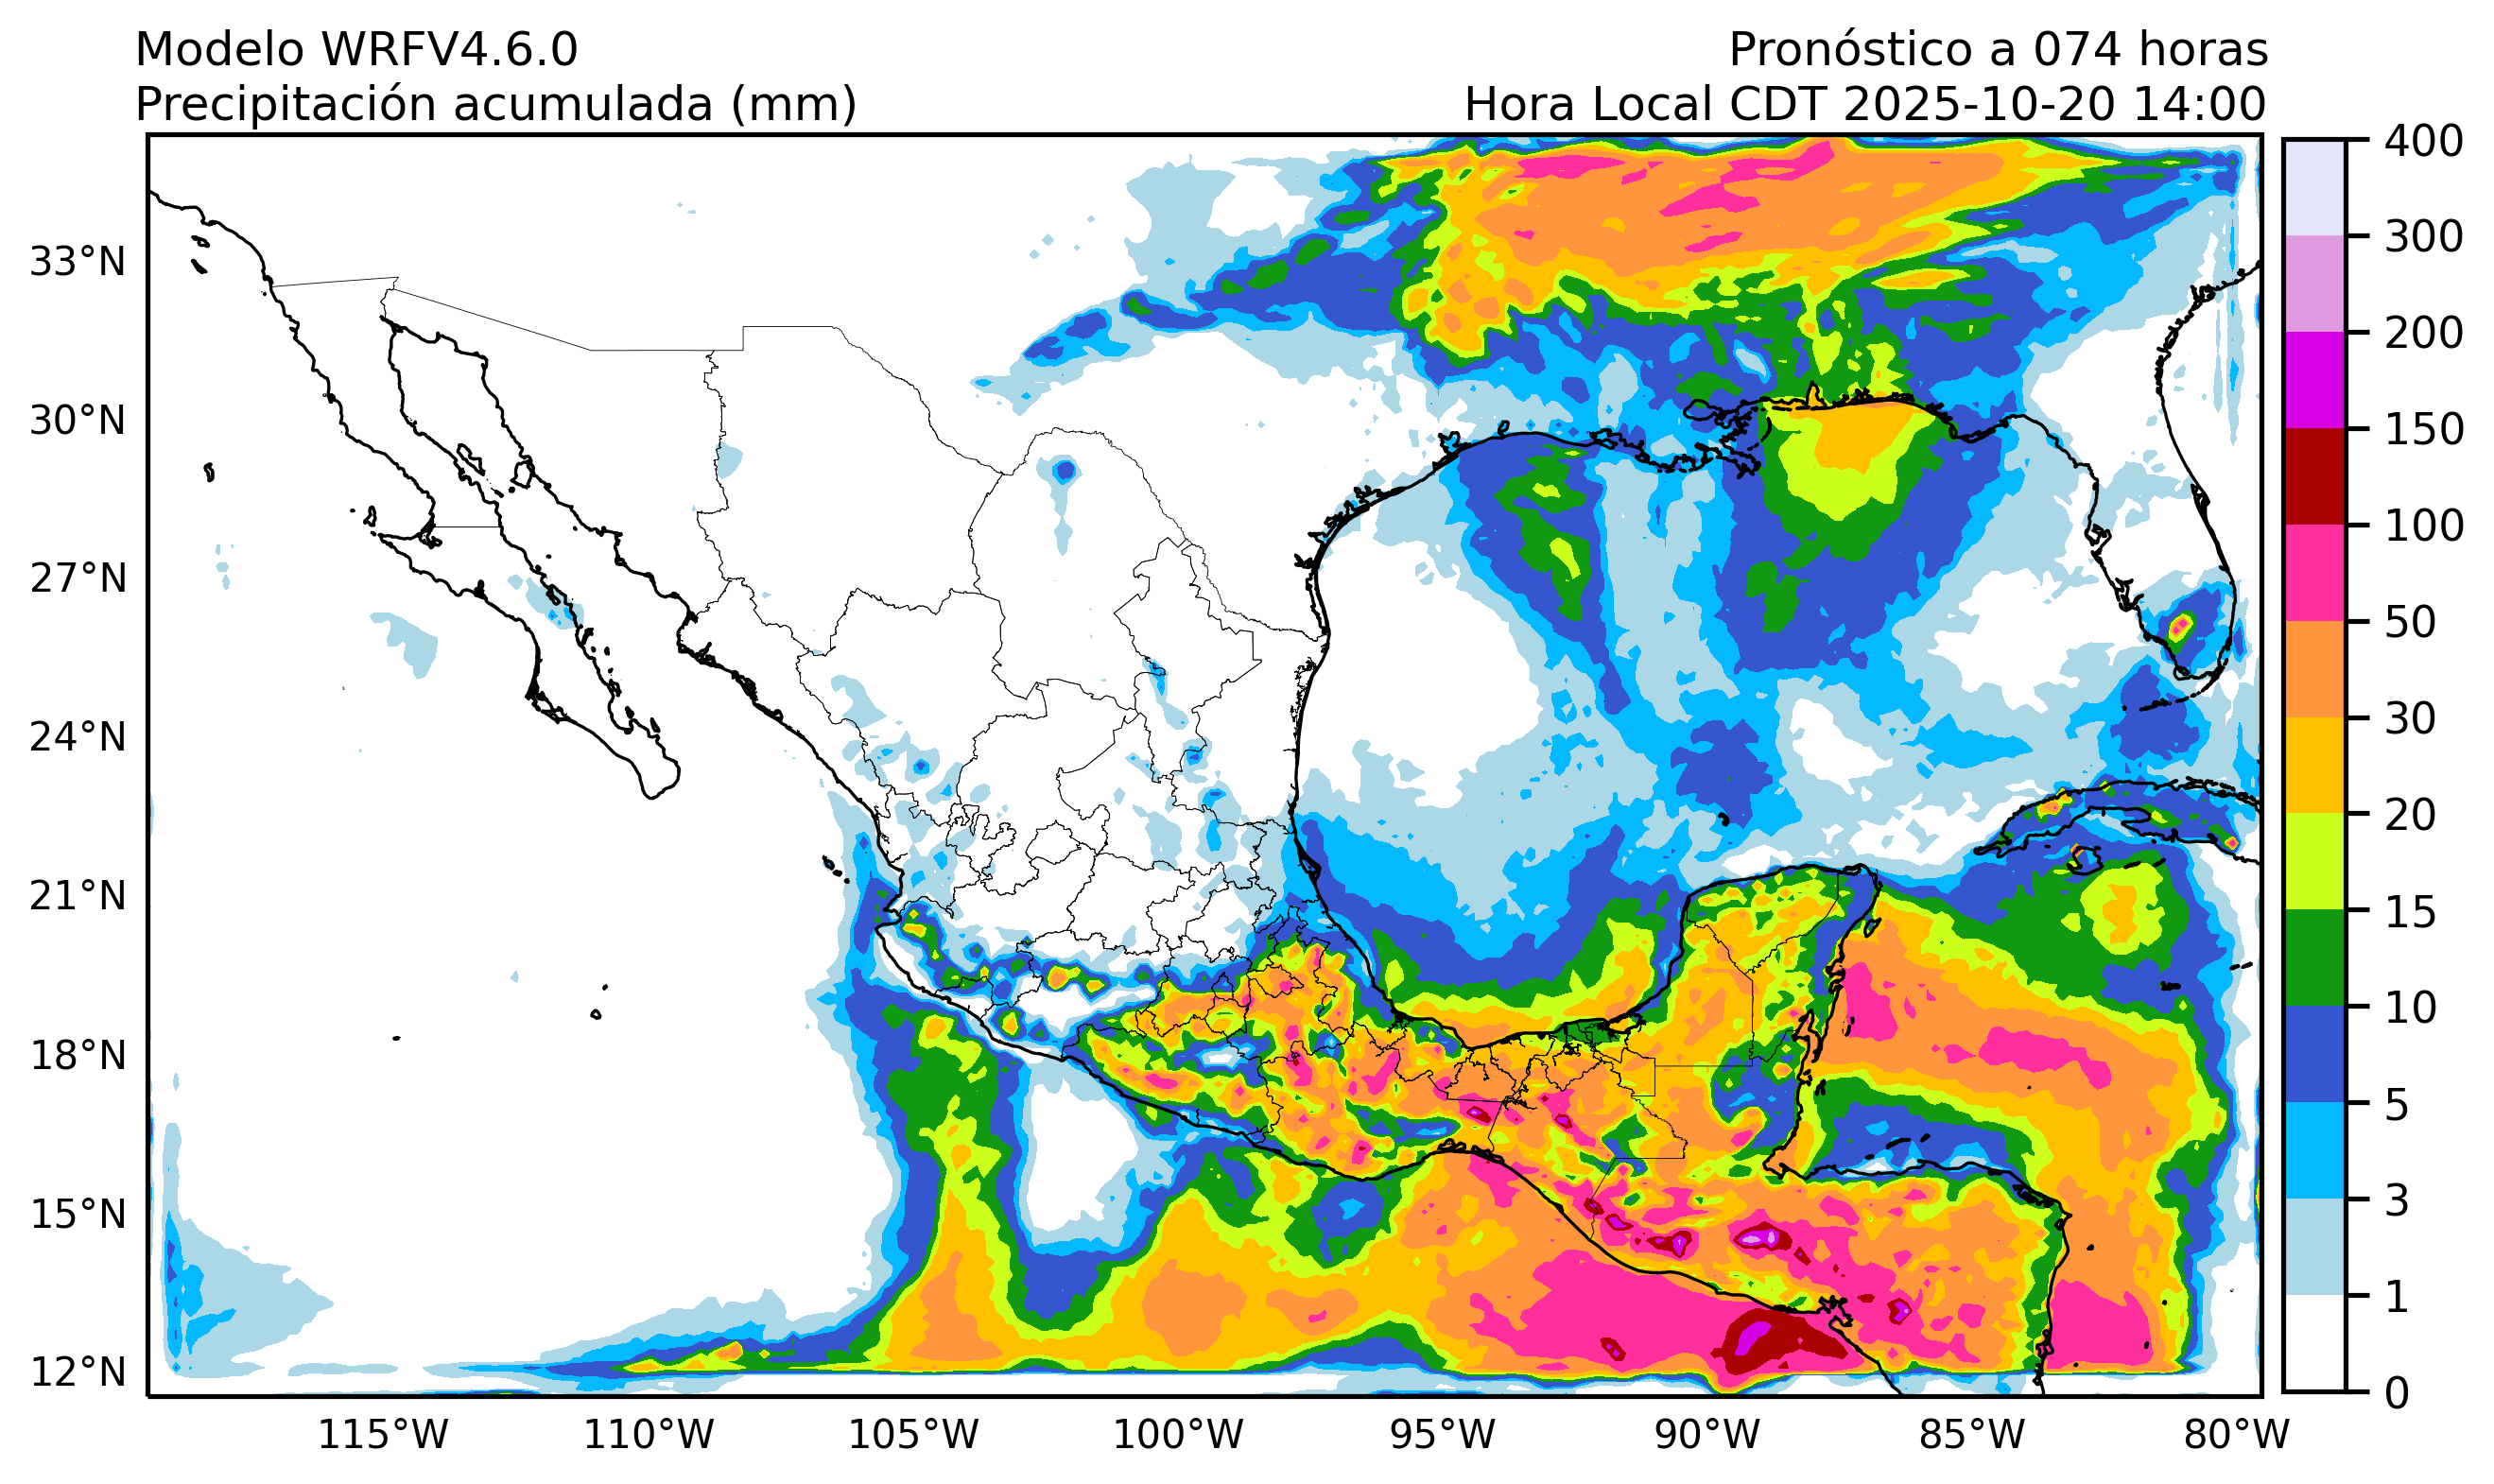 Modelo WRFV4.6.0
Pronóstico a 074 horas
Precipitación acumulada (mm)
Hora Local CDT 2025-10-20 14:00
33°N
30°N
27°N
24°N
21°N
18°N
15°N
12°N
115°W
110°W
105°W
100°W
95°W
90°W
85°W
80°W
400
300
200
150
100
50
30
20
15
10
5
3
1
0